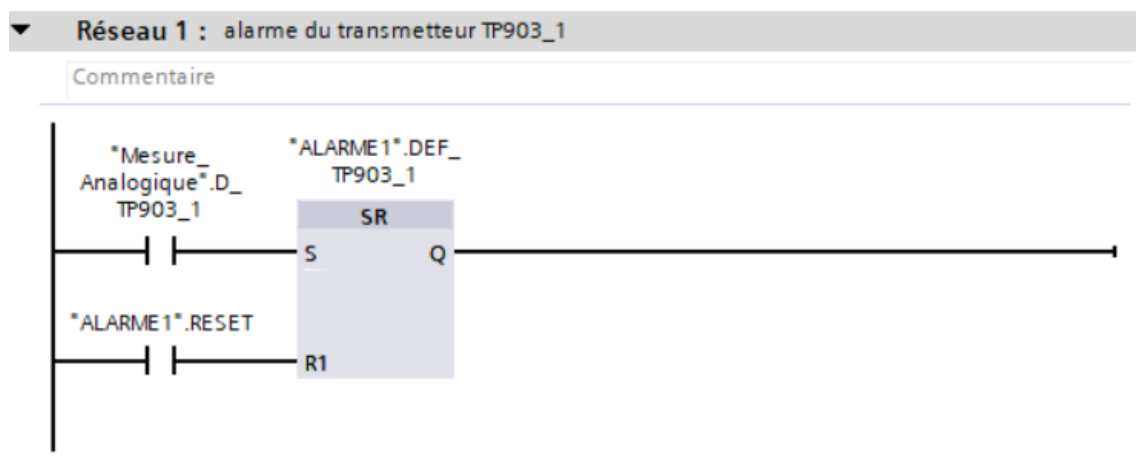 Réseau 1 : alarme du transmetteur TP903_1
Commentaire
"Mesure_
Analogique".D_
TP903_1
"ALARME1".DEF_
TP903_1
SR
S Q
"ALARME1".RESET
R1